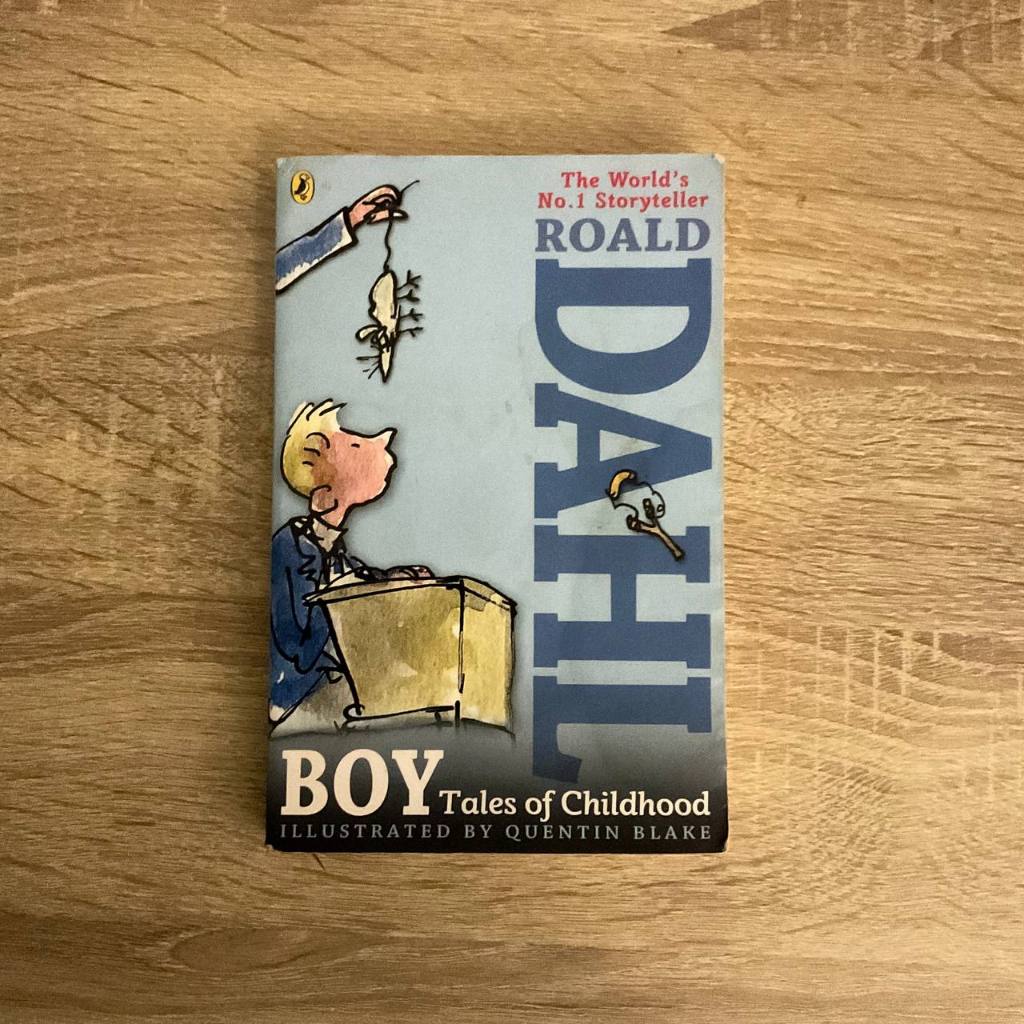 The World's
No.1 Storyteller
ROALD
DAHL
BOY Tales of Childhood
ILLUSTRATED BY QUENTIN BLAKE